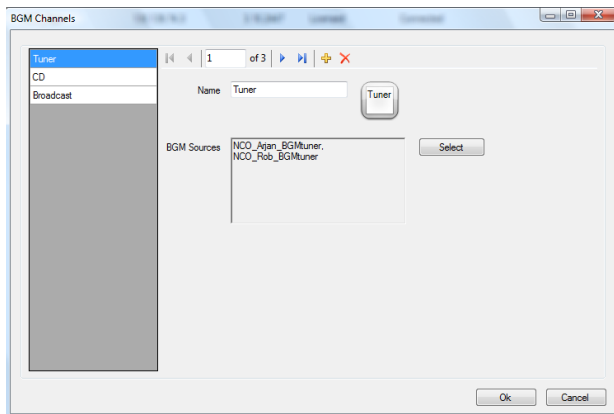 BGM Channels
Tuner
CD
Broadcast
1 of 3
Name Tuner Tuner
BGM Sources NCO_Arjan_BGMtuner,
NCO_Rob_BGMtuner
Select
Ok Cancel